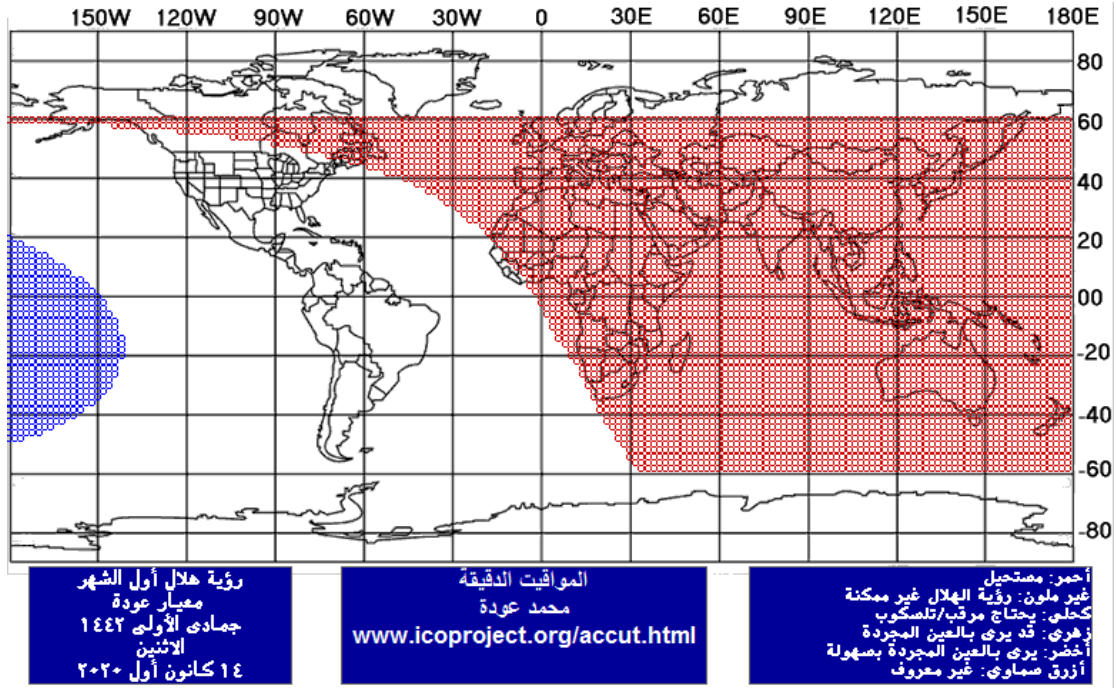 150W 120W 90W 60W 30W 0 30E 60E 90E 120E 150E 180E
80
60
40
20
00
-20
-40
-60
-80
رؤية هلال أول الشهر
معيار عودة
جمادى الأولى ١٤٤٢
الاثنين
١٤ كانون أول ٢٠٢٠
المواقيت الدقيقة
محمد عودة
www.icoproject.org/accut.html
أحمر: مستحيل
غير ملون: رؤية الهلال غير ممكنة
كحلي: يحتاج مرقب/تلسكوب
زهري: قد يرى بالعين المجردة
أخضر: يرى بالعين المجردة بصهولة
أزرق صماوي: غير معروف